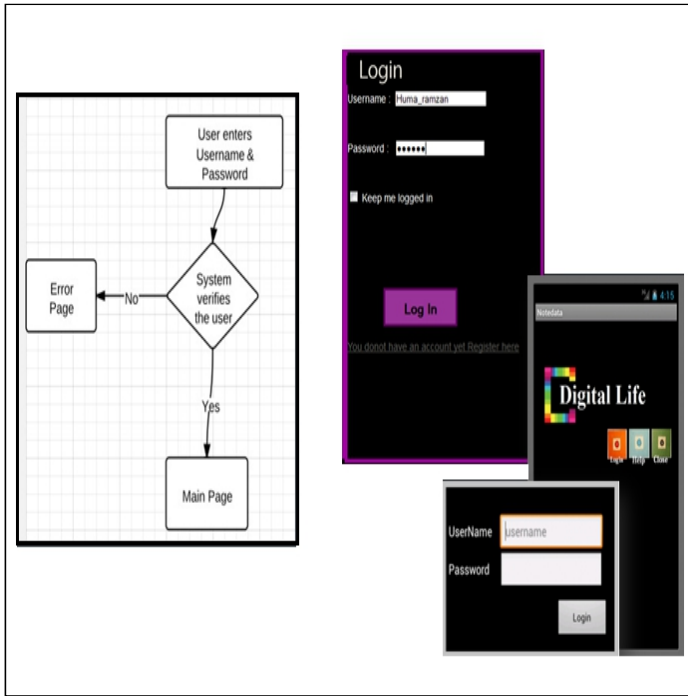 User enters
Username &
Password
System
verifies
the user
No
Error
Page
Yes
Main Page
Login
Username : Huma_ramzan
Password : ••••••
Keep me logged in
Log In
You donot have an account yet Register here
4:15
Notedata
Digital Life
Login Help Close
UserName username
Password
Login